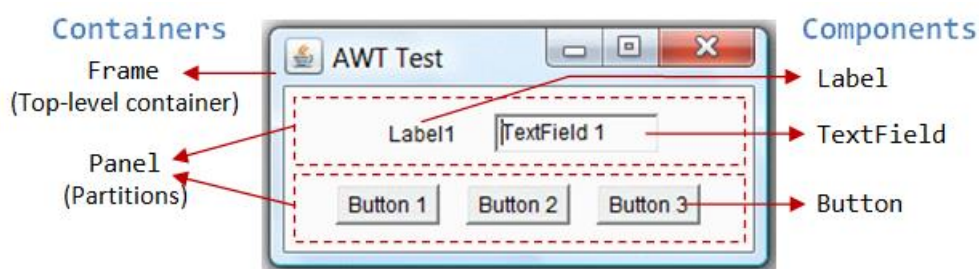 Containers
Frame
(Top-level container)
Panel
(Partitions)
AWT Test
Label1
TextField 1
Button 1
Button 2
Button 3
Components
Label
TextField
Button